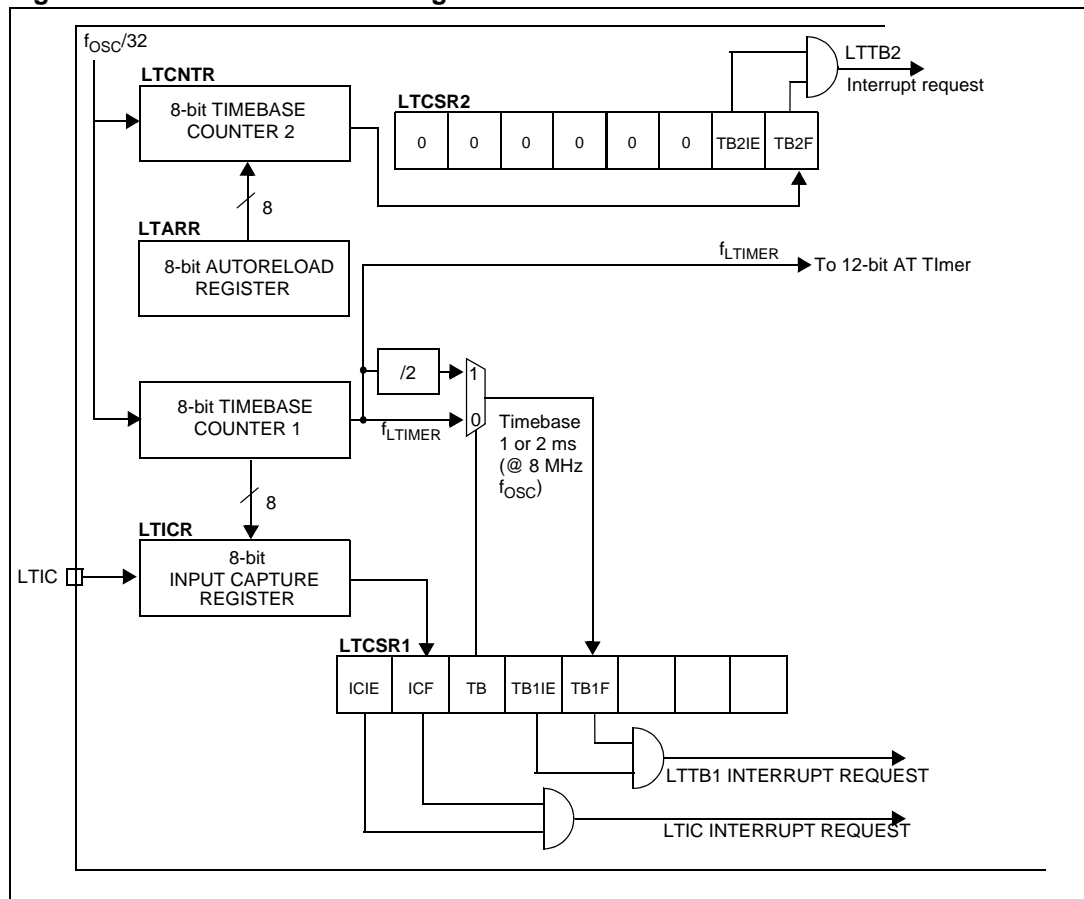 fOSC/32
LTTB2
Interrupt request
LTCNTR
8-bit TIMEBASE
COUNTER 2
LTCSR2
0 0 0 0 0 0 TB2IE TB2F
8
LTARR
8-bit AUTORELOAD
REGISTER
fLTIMER
To 12-bit AT TImer
/2
1
0
8-bit TIMEBASE
COUNTER 1
fLTIMER
Timebase
1 or 2 ms
(@ 8 MHz
fOSC)
8
LTICR
8-bit
INPUT CAPTURE
REGISTER
LTIC
LTCSR1
ICIE ICF TB TB1IE TB1F
LTTB1 INTERRUPT REQUEST
LTIC INTERRUPT REQUEST